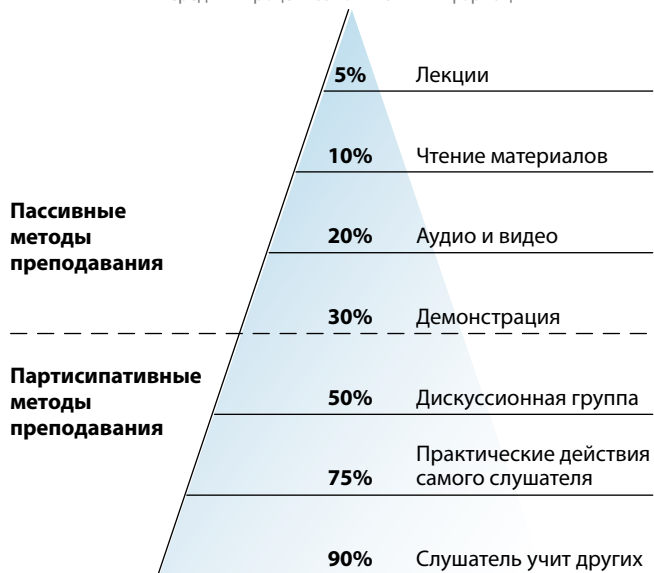 5% Лекции
10% Чтение материалов
Пассивные
методы
преподавания
20% Аудио и видео
30% Демонстрация
Партисипативные
методы
преподавания
50% Дискуссионная группа
Практические действия
75% самого слушателя
90% Слушатель учит других